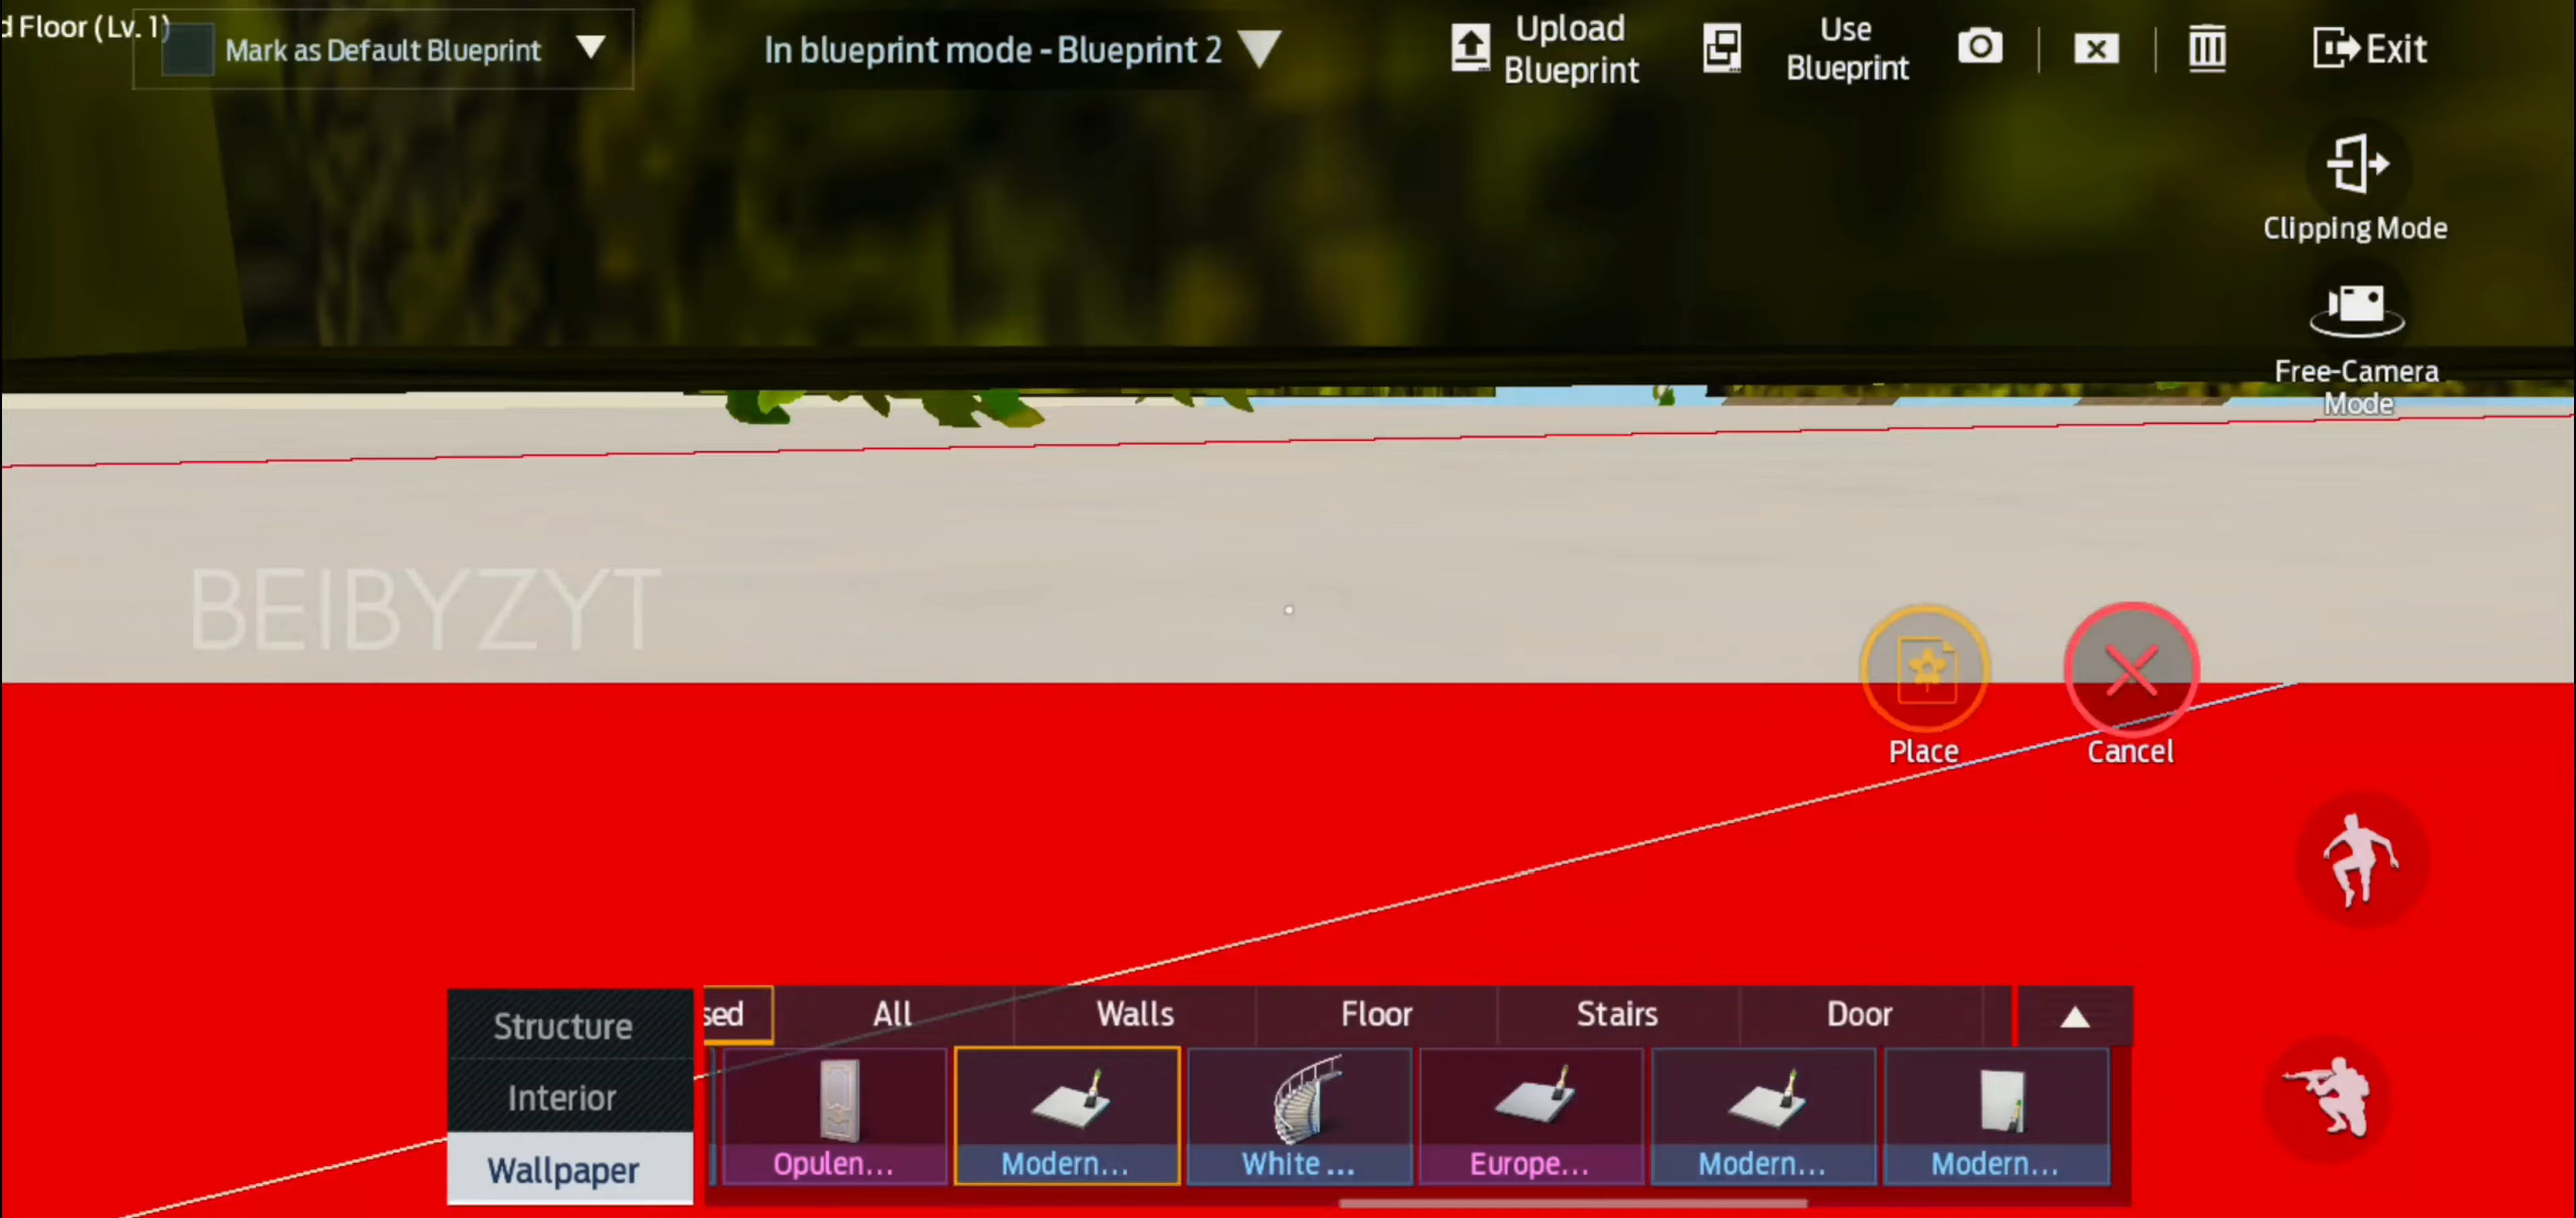 d Floor (Lv. 1)
Mark as Default Blueprint
In blueprint mode - Blueprint 2
Upload
Blueprint
Use
Blueprint
Exit
Clipping Mode
Free-Camera
Mode
BEIBYZYT
Place
Cancel
Structure
Interior
Wallpaper
sed
All
Walls
Floor
Stairs
Door
Opulen...
Modern...
White ...
Europe...
Modern...
Modern...